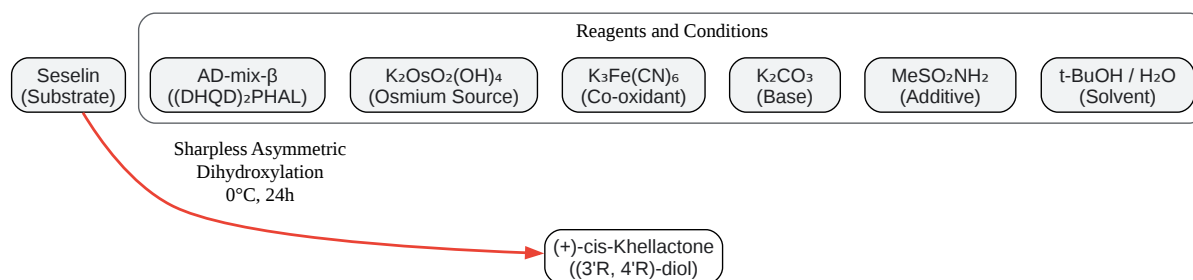 Reagents and Conditions
Seselin
(Substrate)
AD-mix-β
((DHQD)₂PHAL)
K₂OsO₂(OH)₄
(Osmium Source)
K₃Fe(CN)₆
(Co-oxidant)
K₂CO₃
(Base)
MeSO₂NH₂
(Additive)
t-BuOH / H₂O
(Solvent)
Sharpless Asymmetric
Dihydroxylation
0°C, 24h
(+)-cis-Khellactone
((3'R, 4'R)-diol)